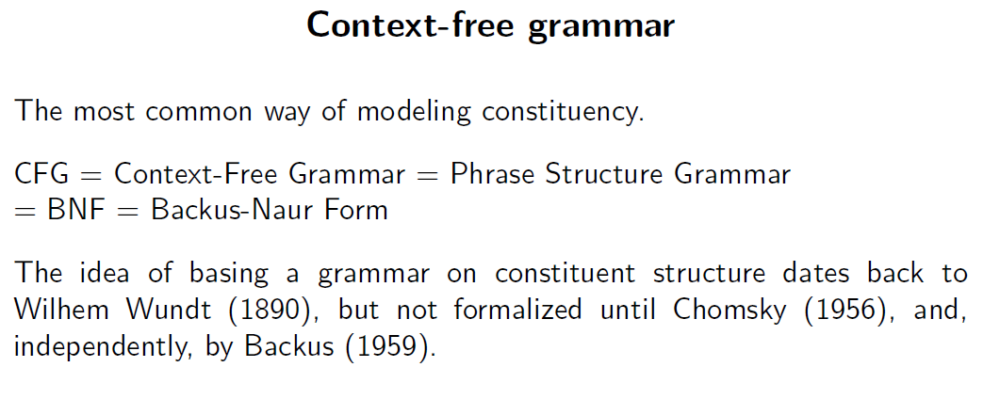 Context-free grammar
The most common way of modeling constituency.
CFG = Context-Free Grammar = Phrase Structure Grammar
= BNF = Backus-Naur Form
The idea of basing a grammar on constituent structure dates back to
Wilhem Wundt (1890), but not formalized until Chomsky (1956), and,
independently, by Backus (1959).